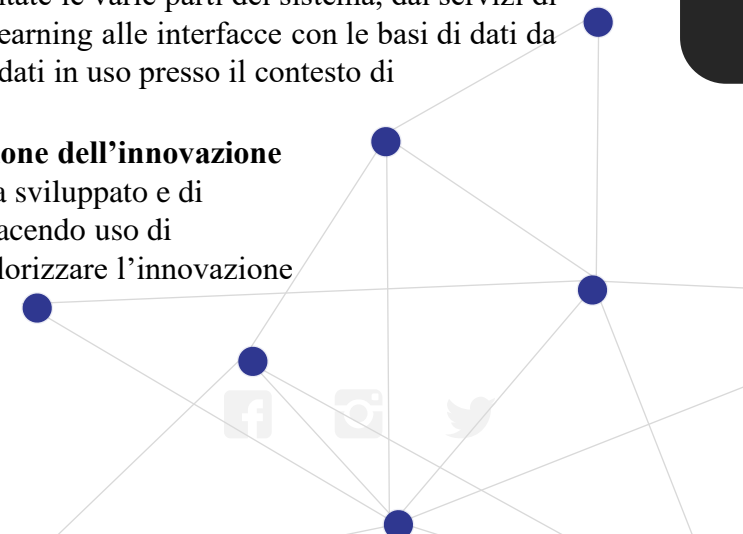 tate le varie parti del sistema, dai servizi di
earning alle interfacce con le basi di dati da
dati in uso presso il contesto di
one dell’innovazione
a sviluppato e di
acendo uso di
lorizzare l’innovazione